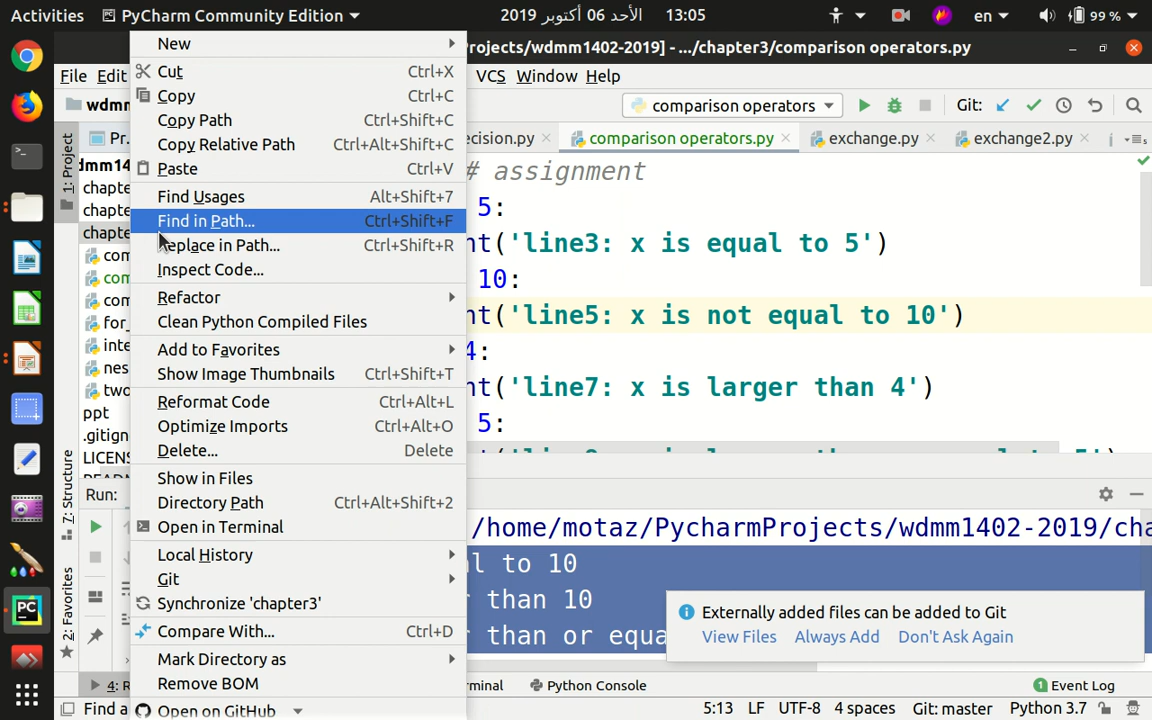 Activities PyCharm Community Edition الأحد 06 أكتوبر 2019 13:05 en 99 %
rojects/wdmm1402-2019] - .../chapter3/comparison operators.py
File Edit VCS Window Help
wdmm comparison operators Git:
1: Project Pr. ecision.py comparison operators.py exchange.py exchange2.py
dmm14
chapte
chapte
chapte
com
com
com
for_
inte
nes
two
ppt
.gitign
LICENS
New
Cut Ctrl+X
Copy Ctrl+C
Copy Path Ctrl+Shift+C
Copy Relative Path Ctrl+Alt+Shift+C
Paste Ctrl+V
Find Usages Alt+Shift+7
Find in Path... Ctrl+Shift+F
Replace in Path... Ctrl+Shift+R
Inspect Code...
Refactor
Clean Python Compiled Files
Add to Favorites
Show Image Thumbnails Ctrl+Shift+T
Reformat Code Ctrl+Alt+L
Optimize Imports Ctrl+Alt+O
Delete... Delete
Show in Files
Directory Path Ctrl+Alt+Shift+2
Open in Terminal
Local History
Git
Synchronize 'chapter3'
Compare With... Ctrl+D
Mark Directory as
Remove BOM
Open on GitHub
# assignment
5:
nt('line3: x is equal to 5')
10:
nt('line5: x is not equal to 10')
4:
nt('line7: x is larger than 4')
5:
7: Structure
2: Favorites
Run:
/home/motaz/PycharmProjects/wdmm1402-2019/cha
l to 10
r than 10
r than or equa
Externally added files can be added to Git
View Files Always Add Don't Ask Again
4: R rminal Python Console 1 Event Log
Find a 5:13 LF UTF-8 4 spaces Git: master Python 3.7